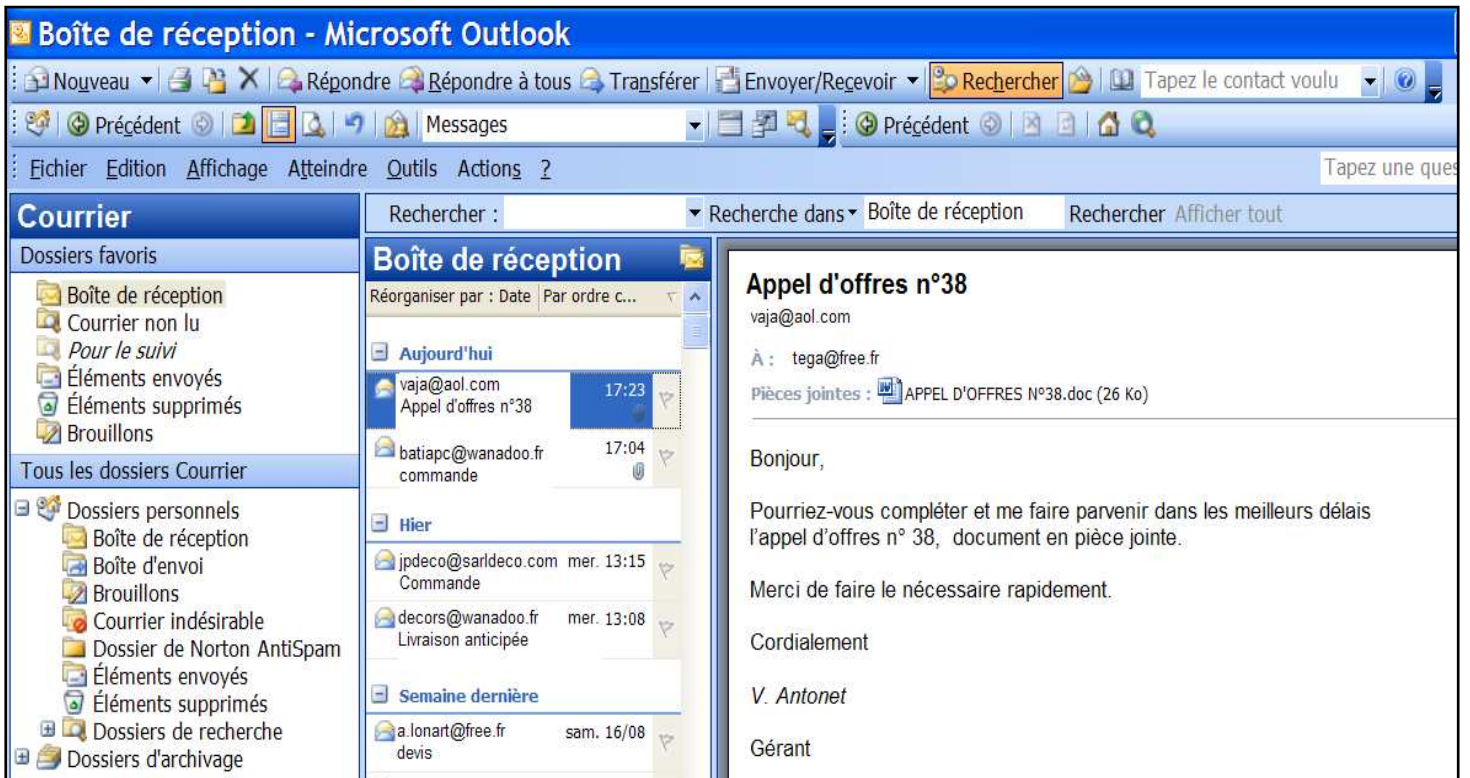 Boîte de réception - Microsoft Outlook
Nouveau Répondre Répondre à tous Transférer Envoyer/Recevoir Rechercher Tapez le contact voulu
Précédent Messages Précédent
Fichier Edition Affichage Atteindre Outils Actions ? Tapez une ques
Courrier
Dossiers favoris
Boîte de réception
Courrier non lu
Pour le suivi
Éléments envoyés
Éléments supprimés
Brouillons
Tous les dossiers Courrier
Dossiers personnels
Boîte de réception
Boîte d'envoi
Brouillons
Courrier indésirable
Dossier de Norton AntiSpam
Éléments envoyés
Éléments supprimés
Dossiers de recherche
Dossiers d'archivage
Rechercher : Recherche dans Boîte de réception Rechercher Afficher tout
Boîte de réception
Réorganiser par : Date Par ordre c...
Aujourd'hui
vaja@aol.com 17:23
Appel d'offres n°38
batiapc@wanadoo.fr 17:04
commande
Hier
jpdeco@sarldeco.com mer. 13:15
Commande
decors@wanadoo.fr mer. 13:08
Livraison anticipée
Semaine dernière
a.lonart@free.fr sam. 16/08
devis
Appel d'offres n°38
vaja@aol.com
À : tega@free.fr
Pièces jointes : APPEL D'OFFRES N°38.doc (26 Ko)
Bonjour,
Pourriez-vous compléter et me faire parvenir dans les meilleurs délais
l'appel d'offres n° 38, document en pièce jointe.
Merci de faire le nécessaire rapidement.
Cordialement
V. Antonet
Gérant